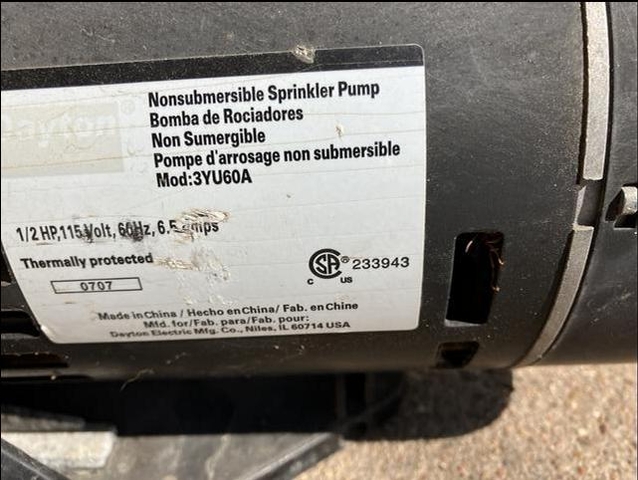 Dayton
Nonsubmersible Sprinkler Pump
Bomba de Rociadores
Non Sumergible
Pompe d'arrosage non submersible
Mod:3YU60A
1/2 HP,115 Volt, 60Hz, 6.5 amps
Thermally protected
0707
CSA® 233943
C US
Made in China / Hecho en China/ Fab. en Chine
Mfd. for/Fab. para/Fab. pour:
Dayton Electric Mfg. Co., Niles, IL 60714 USA